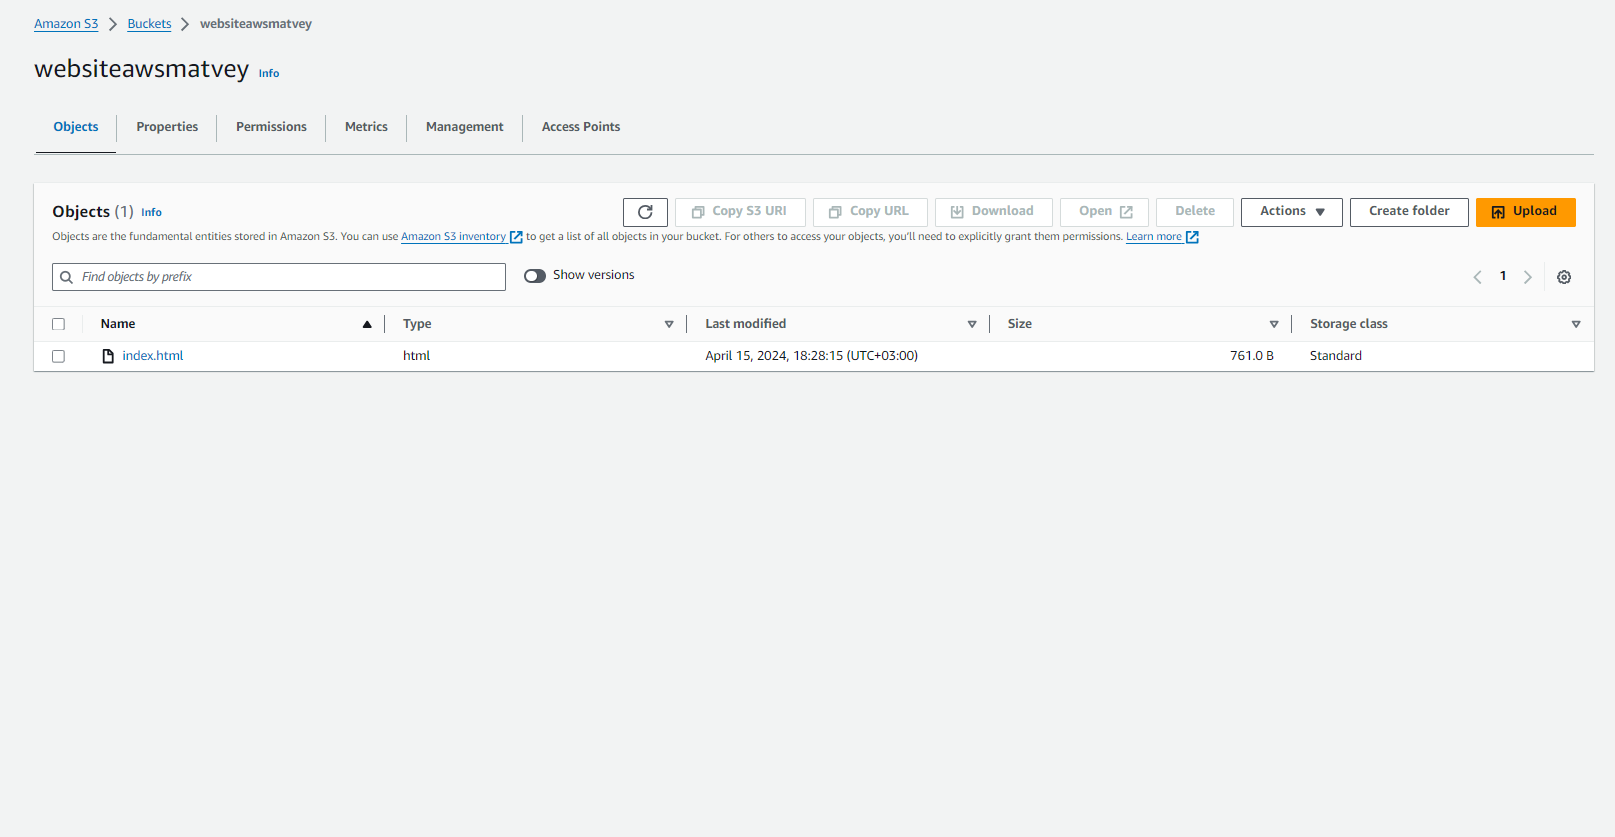 Amazon S3 > Buckets > websiteawsmatvey
websiteawsmatvey Info
Objects Properties Permissions Metrics Management Access Points
Objects (1) Info Copy S3 URI Copy URL Download Open Delete Actions Create folder Upload
Objects are the fundamental entities stored in Amazon S3. You can use Amazon S3 inventory to get a list of all objects in your bucket. For others to access your objects, you'll need to explicitly grant them permissions. Learn more
Find objects by prefix Show versions < 1 >
Name Type Last modified Size Storage class
index.html html April 15, 2024, 18:28:15 (UTC+03:00) 761.0 B Standard